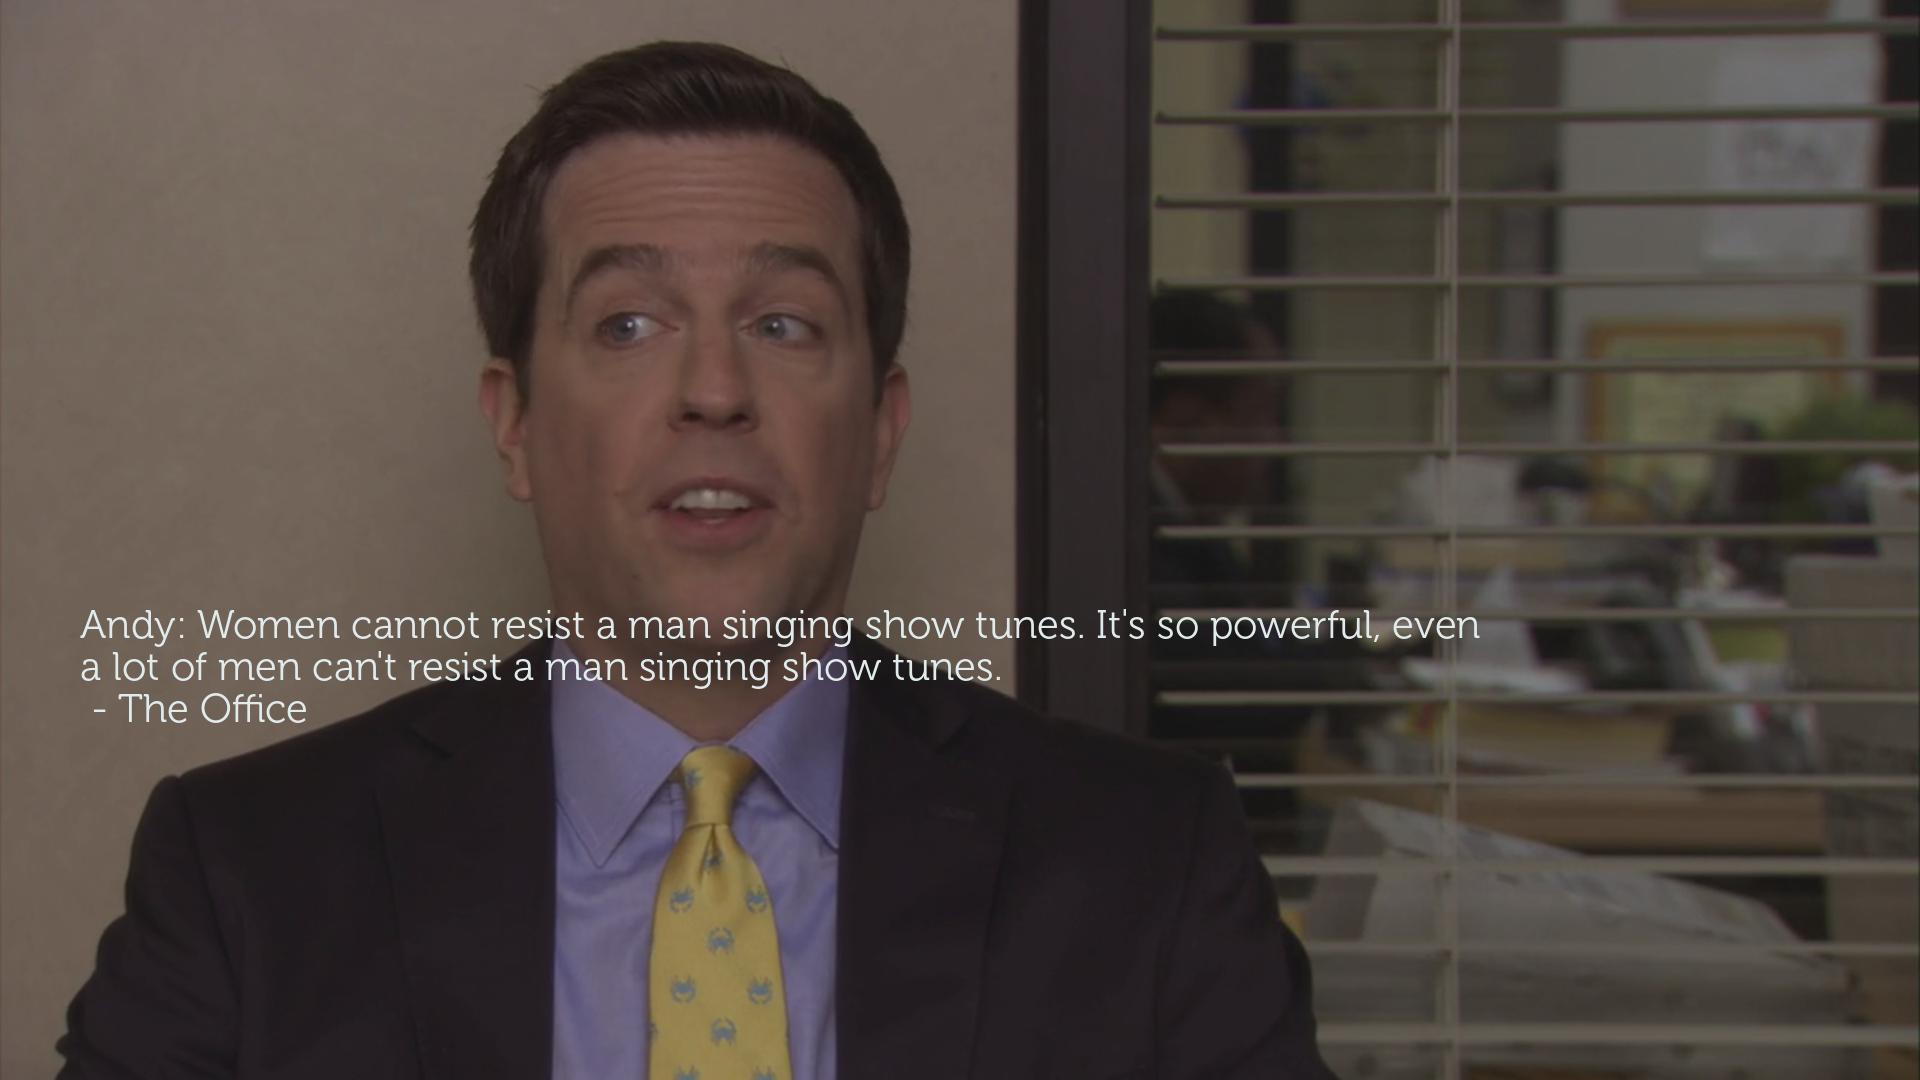 Andy: Women cannot resist a man singing show tunes. It's so powerful, even
a lot of men can't resist a man singing show tunes.
- The Office